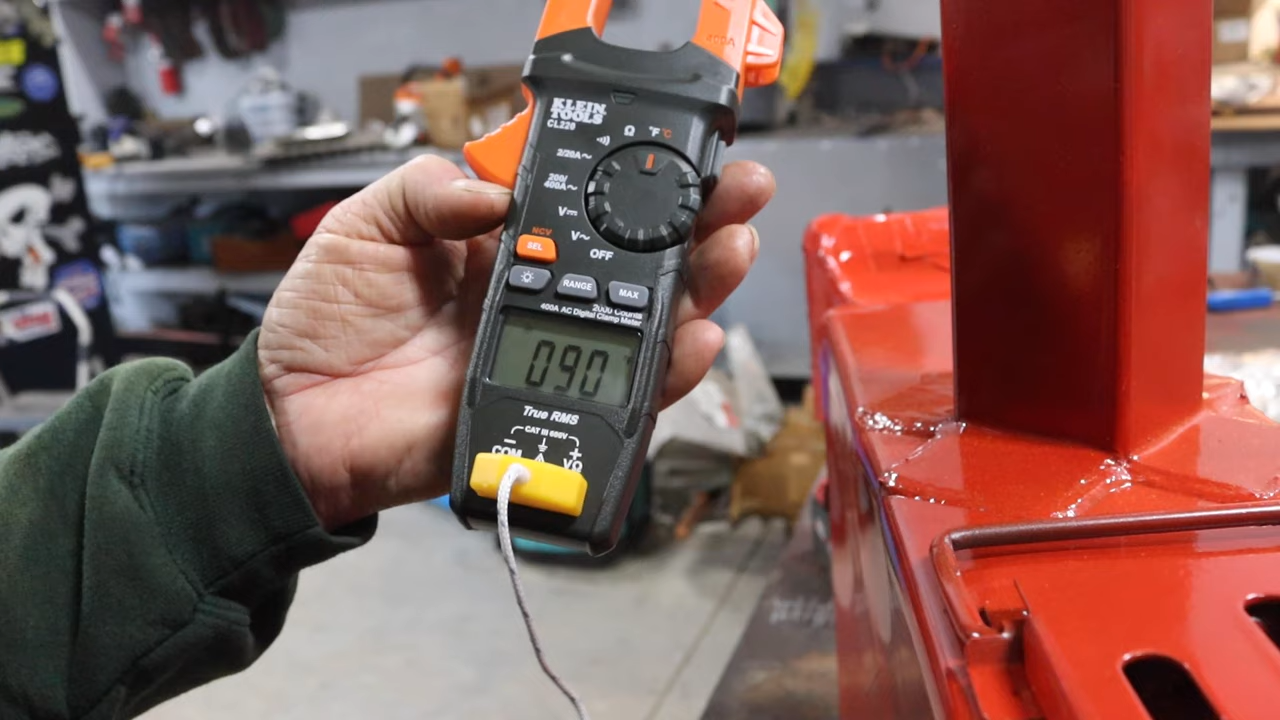 400A
KLEIN
TOOLS
CL220
Ω
°F°C
2/20A~
200/
400A~
V⎓
NCV
V~
SEL
OFF
RANGE
MAX
2000 Counts
400A AC Digital Clamp Meter
090
True RMS
CAT III 600V
COM
VΩ